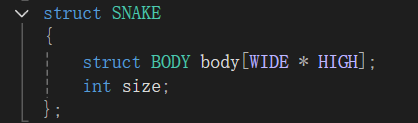 struct SNAKE
{
struct BODY body[WIDE * HIGH];
int size;
};